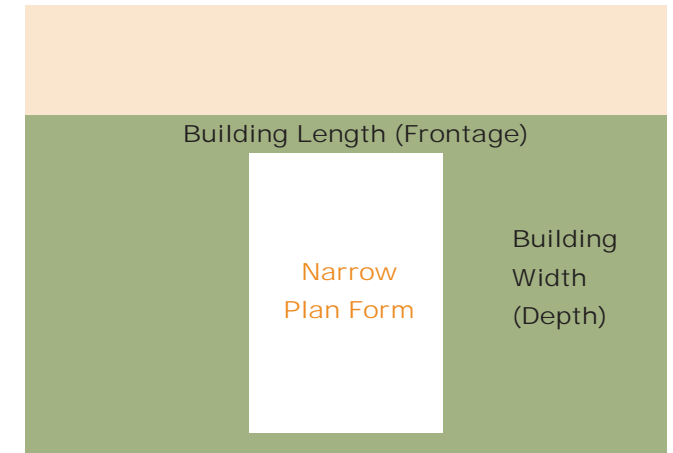 Building Length (Frontage)
Narrow
Plan Form
Building
Width
(Depth)